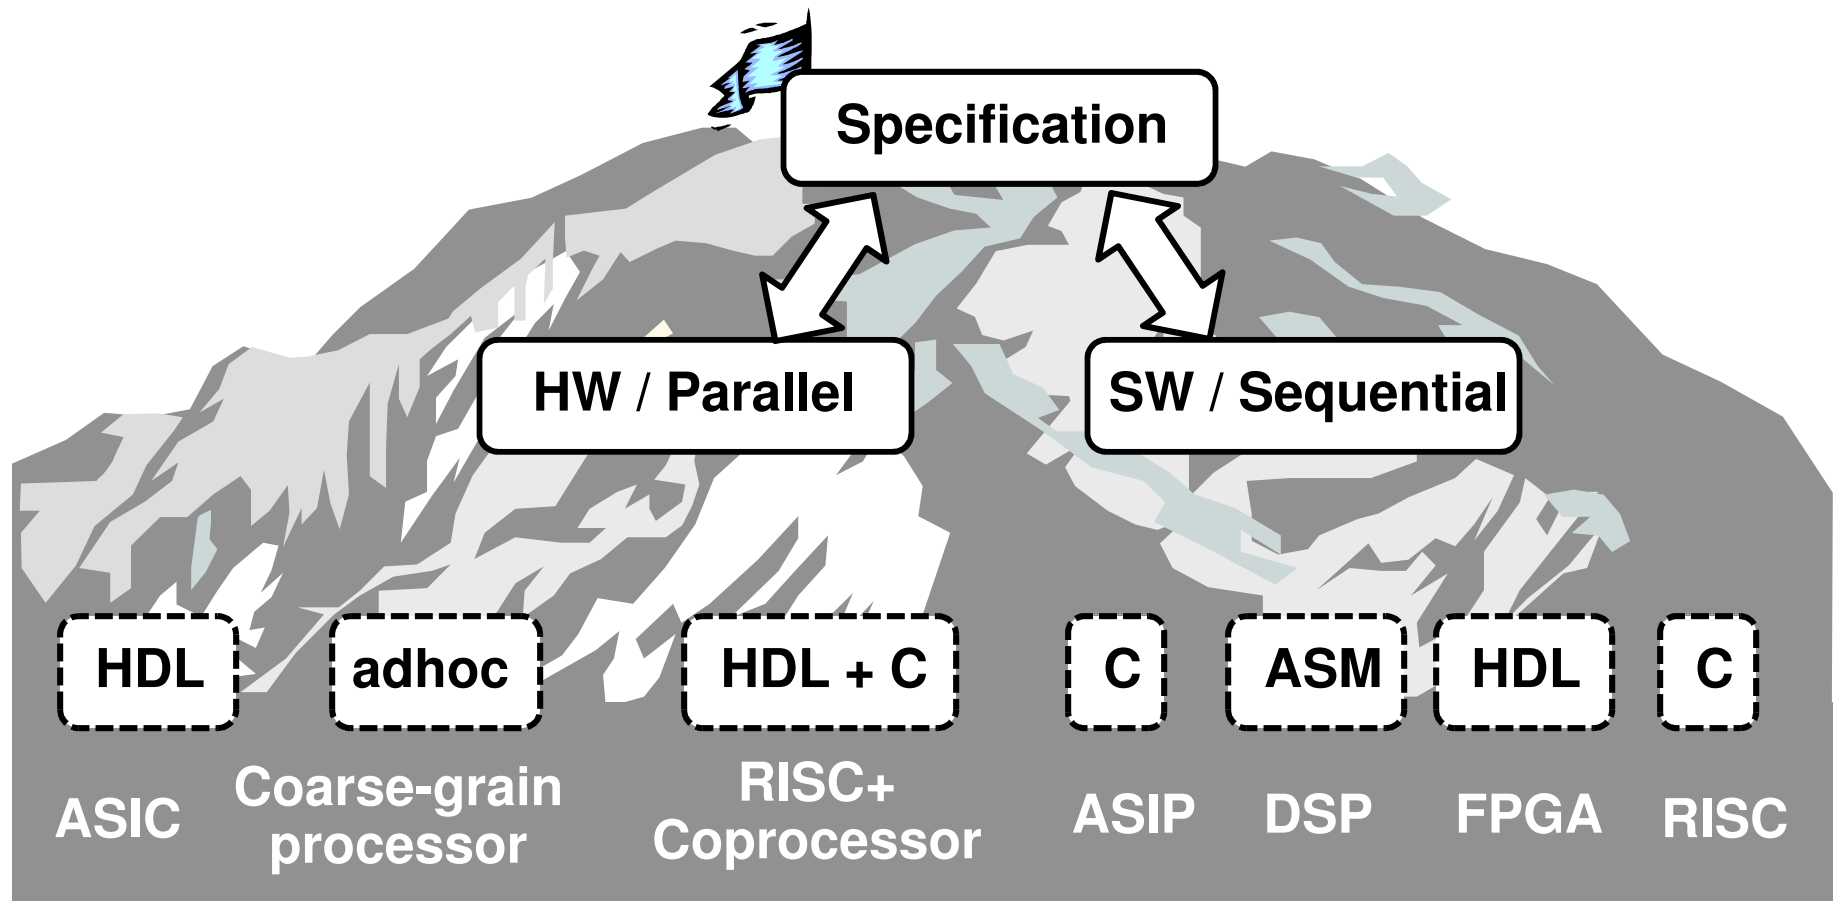 Specification
HW / Parallel
SW / Sequential
HDL
adhoc
HDL + C
C
ASM
HDL
C
ASIC
Coarse-grain
processor
RISC+
Coprocessor
ASIP
DSP
FPGA
RISC